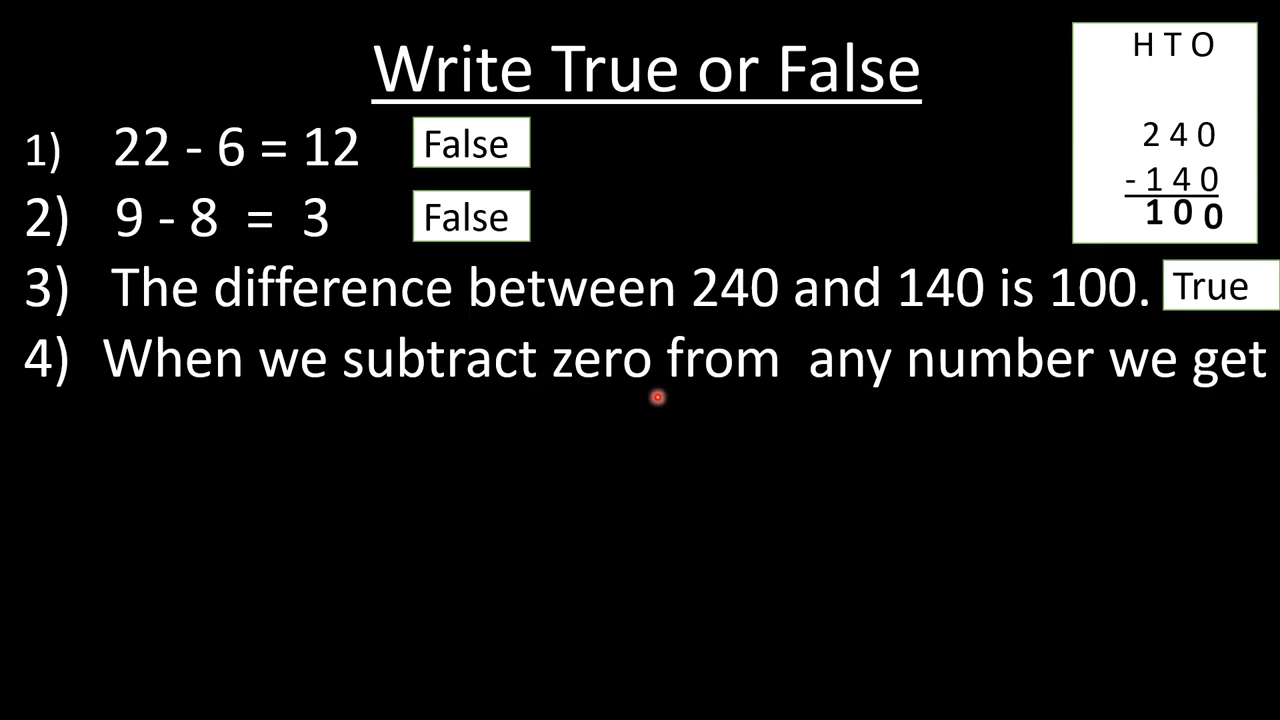 Write True or False
H T O
2 4 0
- 1 4 0
1 0 0
1) 22 - 6 = 12 False
2) 9 - 8 = 3 False
3) The difference between 240 and 140 is 100. True
4) When we subtract zero from any number we get